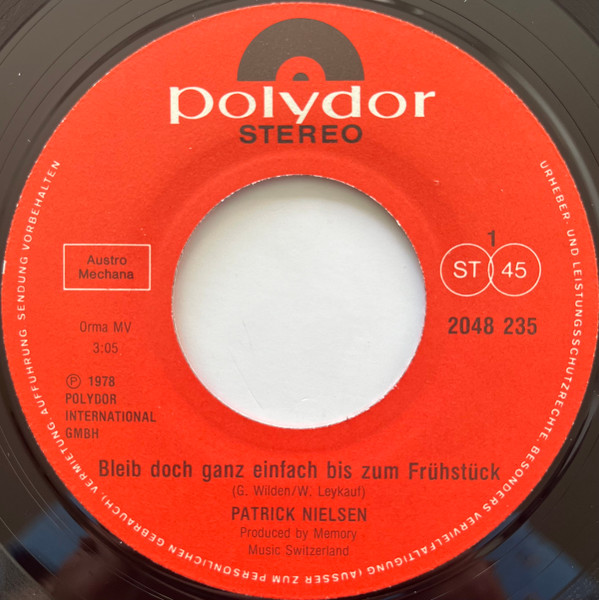 polydor
STEREO
Austro
Mechana
1
ST 45
2048 235
Orma MV
3:05
Ⓟ 1978
POLYDOR
INTERNATIONAL
GMBH
Bleib doch ganz einfach bis zum Frühstück
(G. Wilden/W. Leykauf)
PATRICK NIELSEN
Produced by Memory
Music Switzerland
URHEBER- UND LEISTUNGSSCHUTZRECHTE, BESONDERS VERVIELFÄLTIGUNG (AUSSER ZUM PERSÖNLICHEN GEBRAUCH), VERMIETUNG, AUFFÜHRUNG, SENDUNG VORBEHALTEN